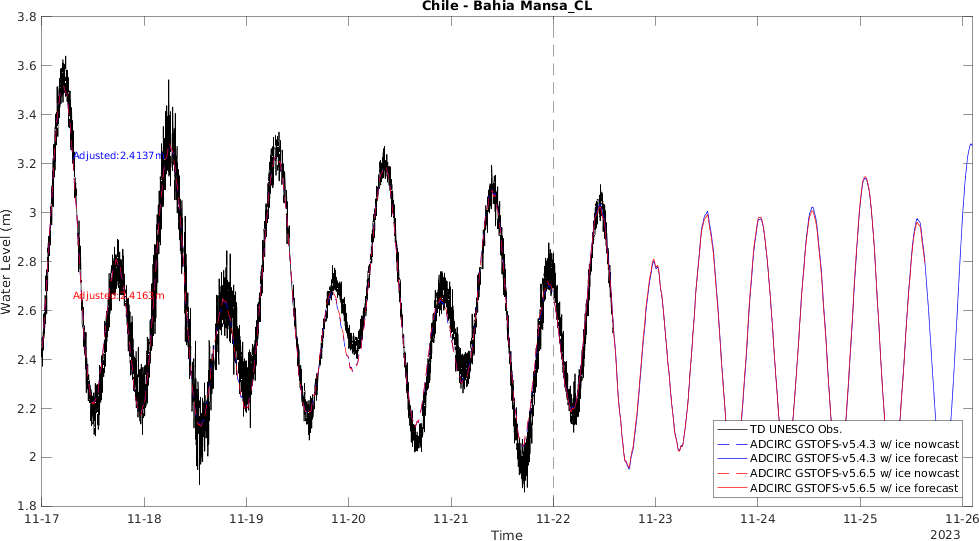 Chile - Bahia Mansa_CL
Water Level (m)
3.8
3.6
3.4
3.2
3
2.8
2.6
2.4
2.2
2
1.8
Adjusted:2.4137m
Adjusted:2.4163m
TD UNESCO Obs.
ADCIRC GSTOFS-v5.4.3 w/ ice nowcast
ADCIRC GSTOFS-v5.4.3 w/ ice forecast
ADCIRC GSTOFS-v5.6.5 w/ ice nowcast
ADCIRC GSTOFS-v5.6.5 w/ ice forecast
11-17 11-18 11-19 11-20 11-21 11-22 11-23 11-24 11-25 11-26
Time
2023